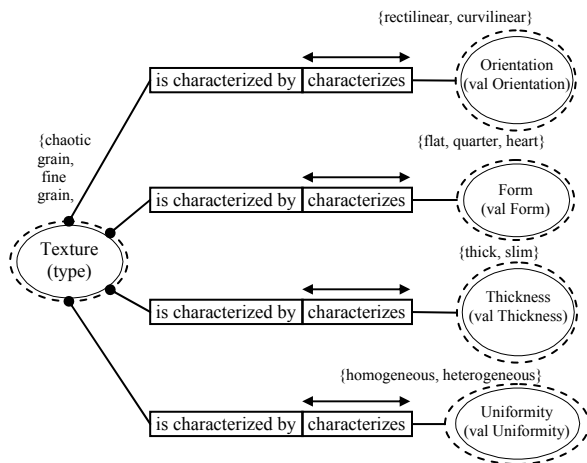 {rectilinear, curvilinear}
is characterized by characterizes
Orientation
(val Orientation)
{chaotic
grain,
fine
grain,
{flat, quarter, heart}
is characterized by characterizes
Form
(val Form)
Texture
(type)
{thick, slim}
is characterized by characterizes
Thickness
(val Thickness)
{homogeneous, heterogeneous}
is characterized by characterizes
Uniformity
(val Uniformity)